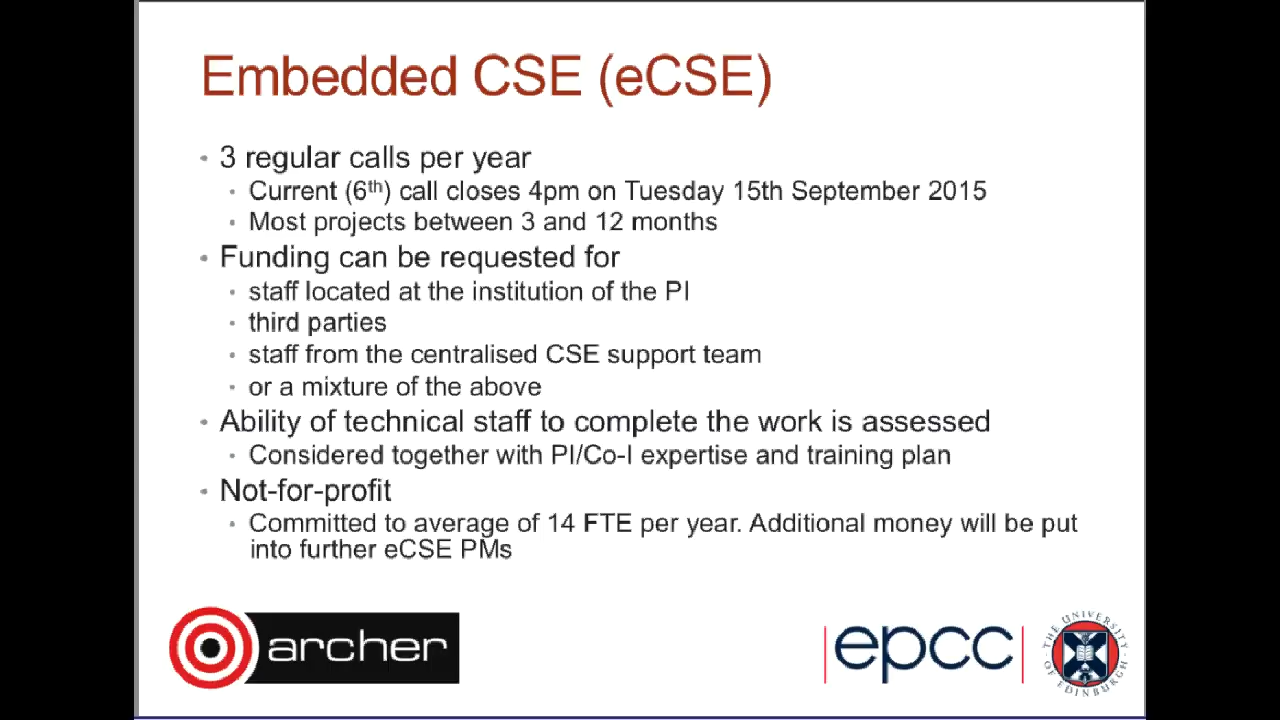 Embedded CSE (eCSE)
• 3 regular calls per year
• Current (6th) call closes 4pm on Tuesday 15th September 2015
• Most projects between 3 and 12 months
• Funding can be requested for
• staff located at the institution of the PI
• third parties
• staff from the centralised CSE support team
• or a mixture of the above
• Ability of technical staff to complete the work is assessed
• Considered together with PI/Co-I expertise and training plan
• Not-for-profit
• Committed to average of 14 FTE per year. Additional money will be put
into further eCSE PMs
archer
epcc
THE UNIVERSITY OF EDINBURGH